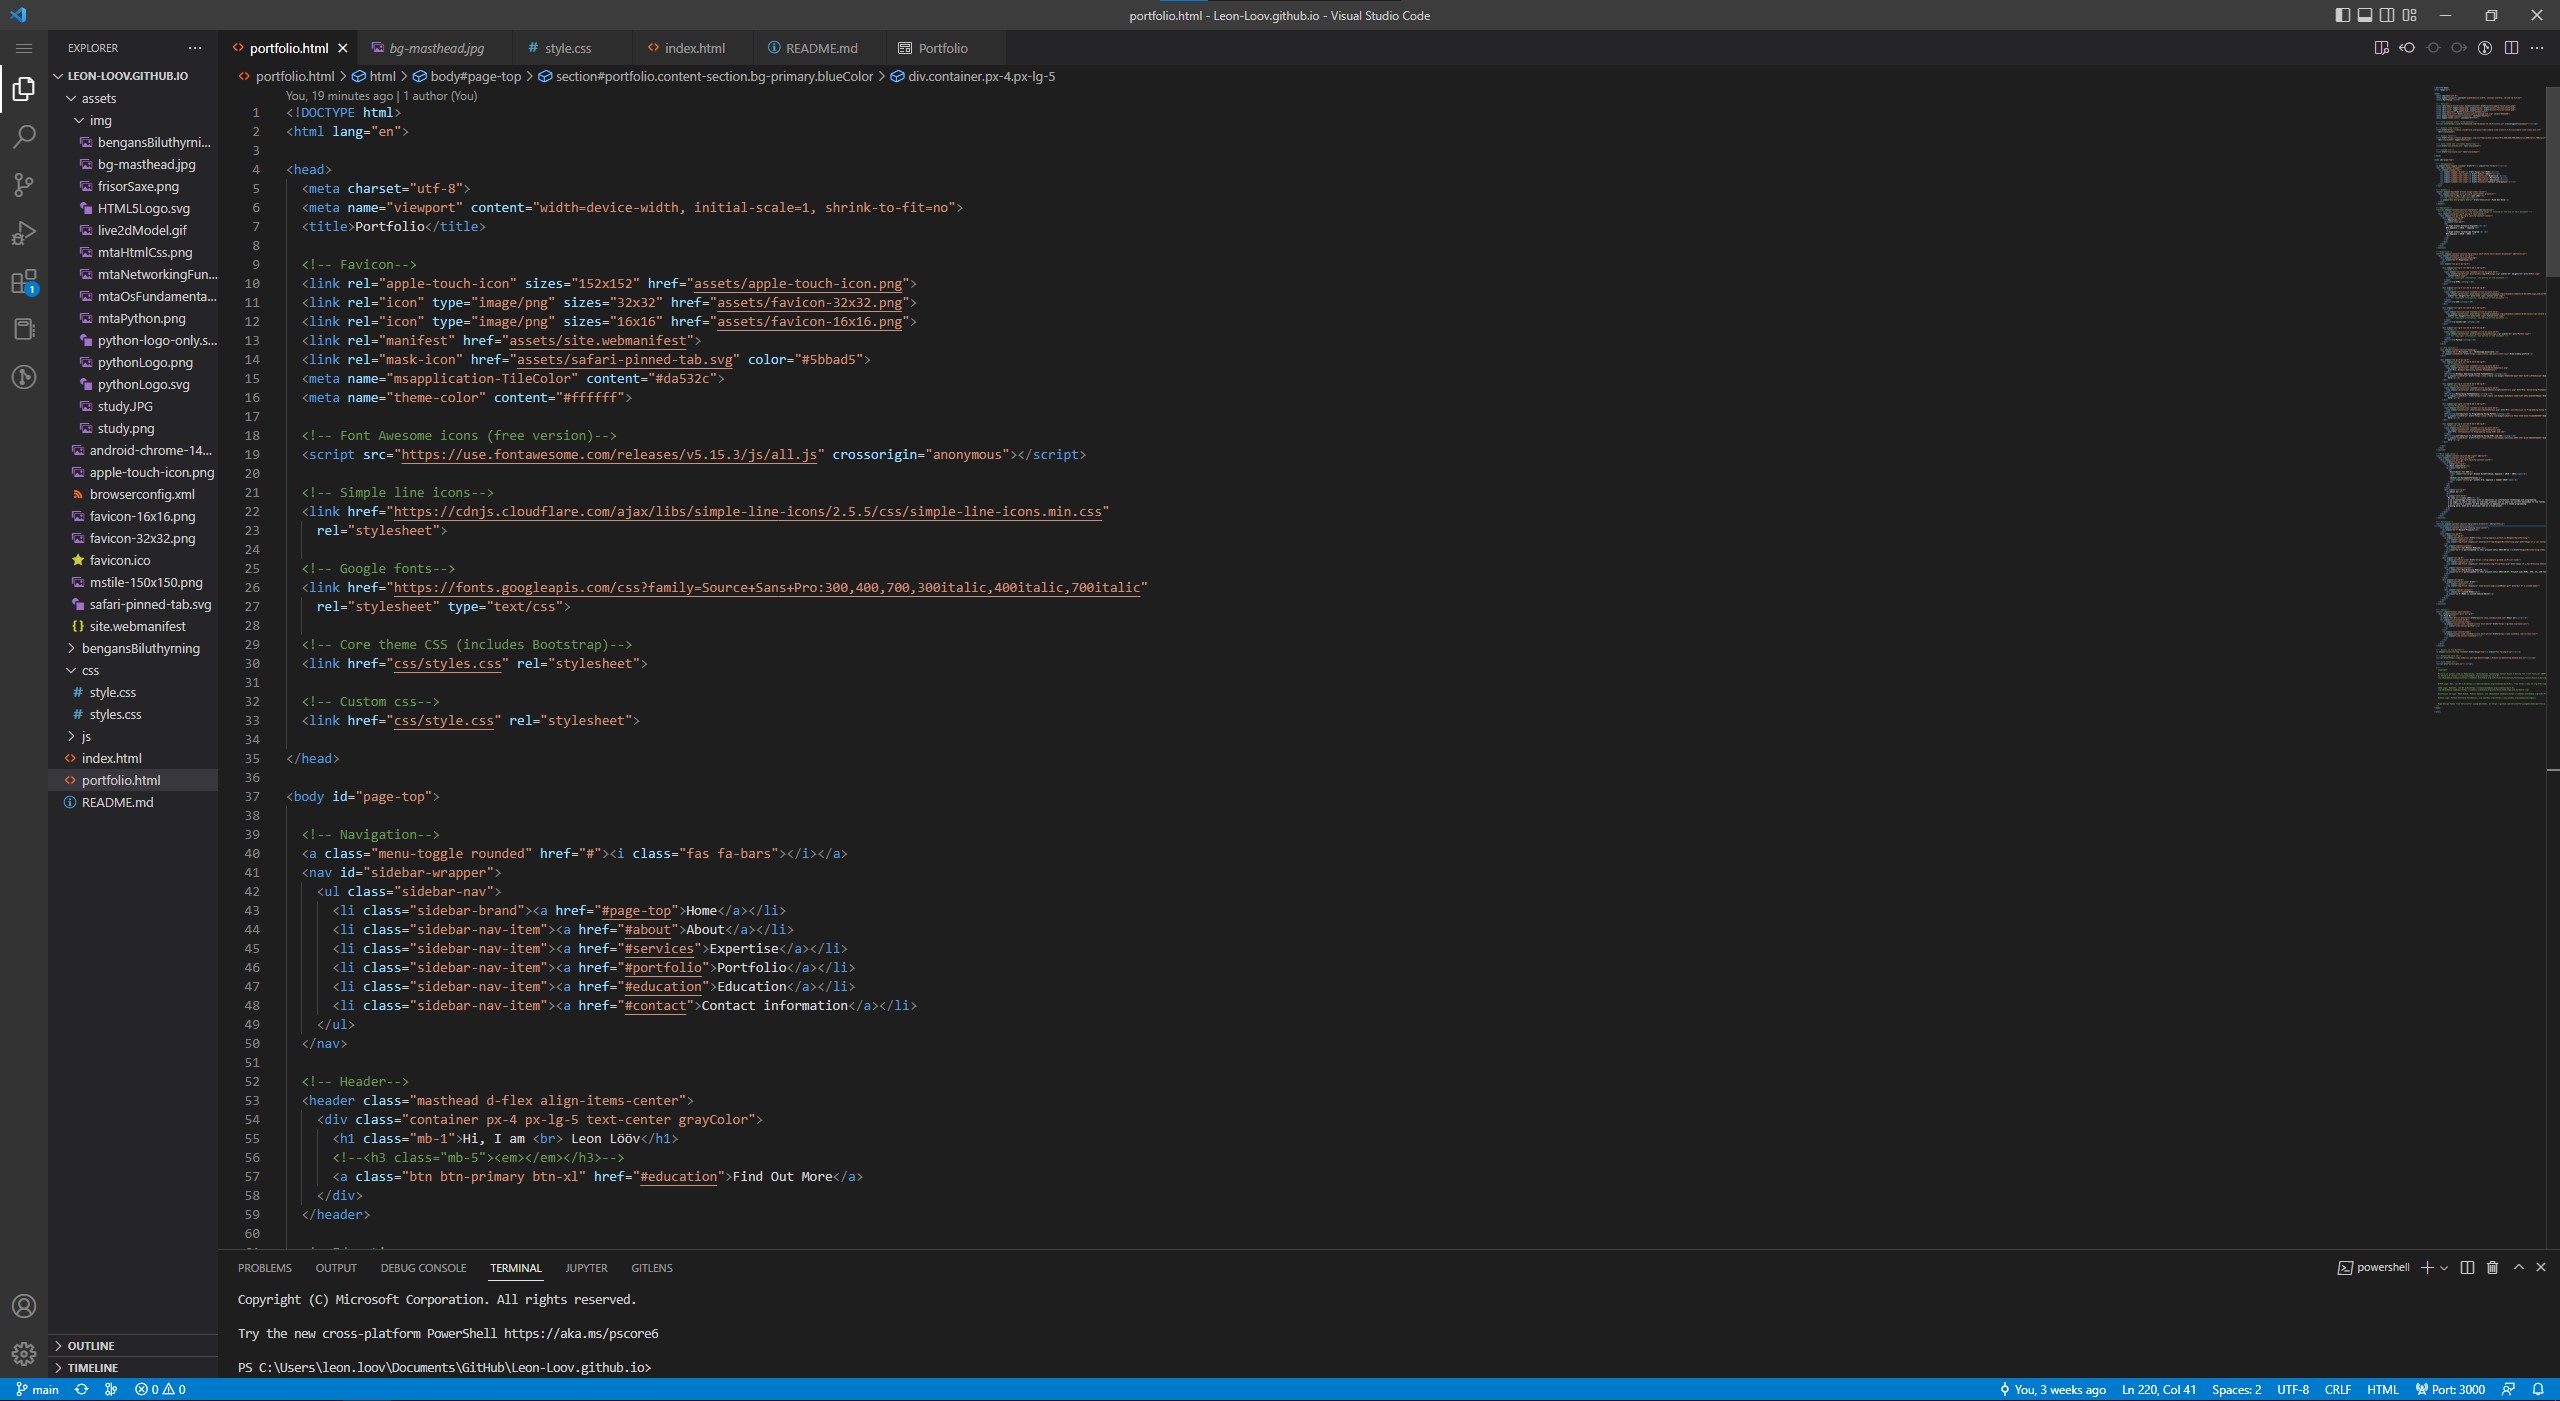 portfolio.html - Leon-Loov.github.io - Visual Studio Code
EXPLORER
LEON-LOOV.GITHUB.IO
assets
img
bengansBiluthyrni...
bg-masthead.jpg
frisorSaxe.png
HTML5Logo.svg
live2dModel.gif
mtaHtmlCss.png
mtaNetworkingFun...
mtaOsFundamenta...
mtaPython.png
python-logo-only.s...
pythonLogo.png
pythonLogo.svg
study.JPG
study.png
android-chrome-14...
apple-touch-icon.png
browserconfig.xml
favicon-16x16.png
favicon-32x32.png
favicon.ico
mstile-150x150.png
safari-pinned-tab.svg
site.webmanifest
bengansBiluthyrning
css
style.css
styles.css
js
index.html
portfolio.html
README.md
OUTLINE
TIMELINE
1
portfolio.html bg-masthead.jpg style.css index.html README.md Portfolio
portfolio.html > html > body#page-top > section#portfolio.content-section.bg-primary.blueColor > div.container.px-4.px-lg-5
You, 19 minutes ago | 1 author (You)
1 <!DOCTYPE html>
2 <html lang="en">
3
4 <head>
5 <meta charset="utf-8">
6 <meta name="viewport" content="width=device-width, initial-scale=1, shrink-to-fit=no">
7 <title>Portfolio</title>
8
9 <!-- Favicon-->
10 <link rel="apple-touch-icon" sizes="152x152" href="assets/apple-touch-icon.png">
11 <link rel="icon" type="image/png" sizes="32x32" href="assets/favicon-32x32.png">
12 <link rel="icon" type="image/png" sizes="16x16" href="assets/favicon-16x16.png">
13 <link rel="manifest" href="assets/site.webmanifest">
14 <link rel="mask-icon" href="assets/safari-pinned-tab.svg" color="#5bbad5">
15 <meta name="msapplication-TileColor" content="#da532c">
16 <meta name="theme-color" content="#ffffff">
17
18 <!-- Font Awesome icons (free version)-->
19 <script src="https://use.fontawesome.com/releases/v5.15.3/js/all.js" crossorigin="anonymous"></script>
20
21 <!-- Simple line icons-->
22 <link href="https://cdnjs.cloudflare.com/ajax/libs/simple-line-icons/2.5.5/css/simple-line-icons.min.css"
23 rel="stylesheet">
24
25 <!-- Google fonts-->
26 <link href="https://fonts.googleapis.com/css?family=Source+Sans+Pro:300,400,700,300italic,400italic,700italic"
27 rel="stylesheet" type="text/css">
28
29 <!-- Core theme CSS (includes Bootstrap)-->
30 <link href="css/styles.css" rel="stylesheet">
31
32 <!-- Custom css-->
33 <link href="css/style.css" rel="stylesheet">
34
35 </head>
36
37 <body id="page-top">
38
39 <!-- Navigation-->
40 <a class="menu-toggle rounded" href="#"><i class="fas fa-bars"></i></a>
41 <nav id="sidebar-wrapper">
42 <ul class="sidebar-nav">
43 <li class="sidebar-brand"><a href="#page-top">Home</a></li>
44 <li class="sidebar-nav-item"><a href="#about">About</a></li>
45 <li class="sidebar-nav-item"><a href="#services">Expertise</a></li>
46 <li class="sidebar-nav-item"><a href="#portfolio">Portfolio</a></li>
47 <li class="sidebar-nav-item"><a href="#education">Education</a></li>
48 <li class="sidebar-nav-item"><a href="#contact">Contact information</a></li>
49 </ul>
50 </nav>
51
52 <!-- Header-->
53 <header class="masthead d-flex align-items-center">
54 <div class="container px-4 px-lg-5 text-center grayColor">
55 <h1 class="mb-1">Hi, I am <br> Leon Lööv</h1>
56 <!--<h3 class="mb-5"><em></em></h3>-->
57 <a class="btn btn-primary btn-xl" href="#education">Find Out More</a>
58 </div>
59 </header>
60
PROBLEMS OUTPUT DEBUG CONSOLE TERMINAL JUPYTER GITLENS
powershell
Copyright (C) Microsoft Corporation. All rights reserved.
Try the new cross-platform PowerShell https://aka.ms/pscore6
PS C:\Users\leon.loov\Documents\GitHub\Leon-Loov.github.io>
main 0 0 You, 3 weeks ago Ln 220, Col 41 Spaces: 2 UTF-8 CRLF HTML Port: 3000